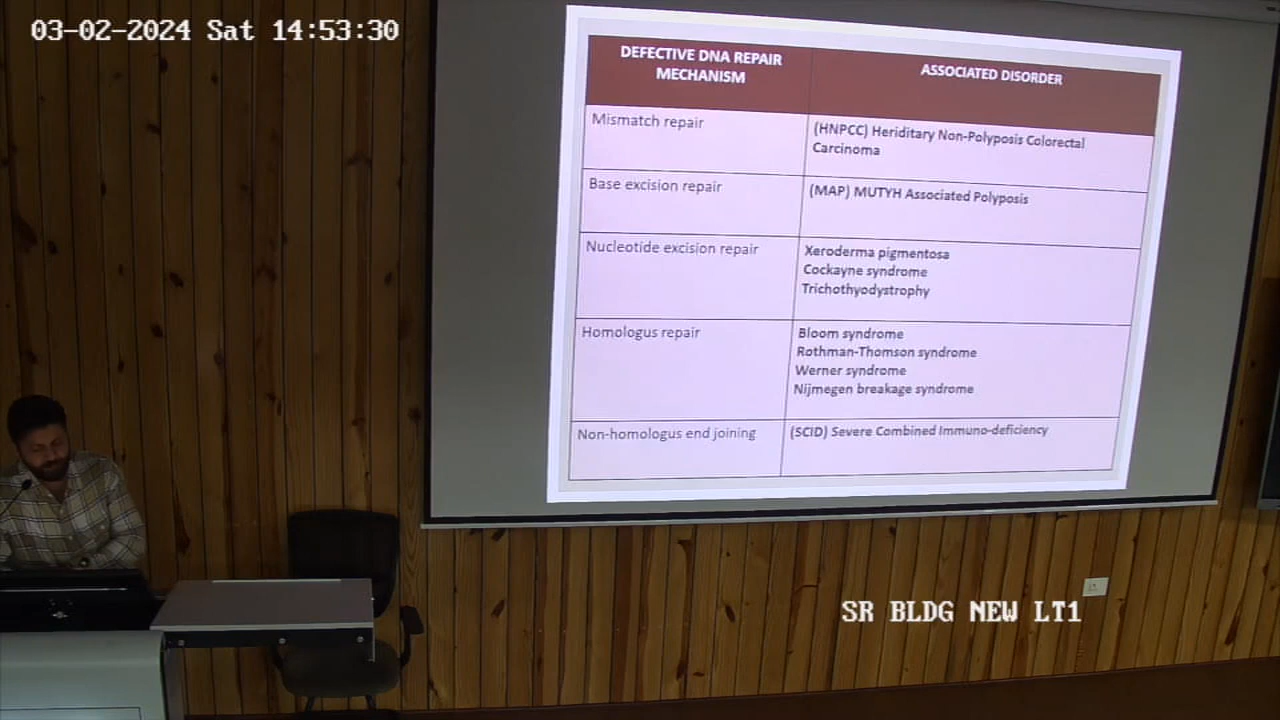 03-02-2024 Sat 14:53:30
DEFECTIVE DNA REPAIR
MECHANISM
ASSOCIATED DISORDER
Mismatch repair
(HNPCC) Heriditary Non-Polyposis Colorectal
Carcinoma
Base excision repair
(MAP) MUTYH Associated Polyposis
Nucleotide excision repair
Xeroderma pigmentosa
Cockayne syndrome
Trichothyodystrophy
Homologus repair
Bloom syndrome
Rothman-Thomson syndrome
Werner syndrome
Nijmegen breakage syndrome
Non-homologus end joining
(SCID) Severe Combined Immuno-deficiency
SR BLDG NEW LT1